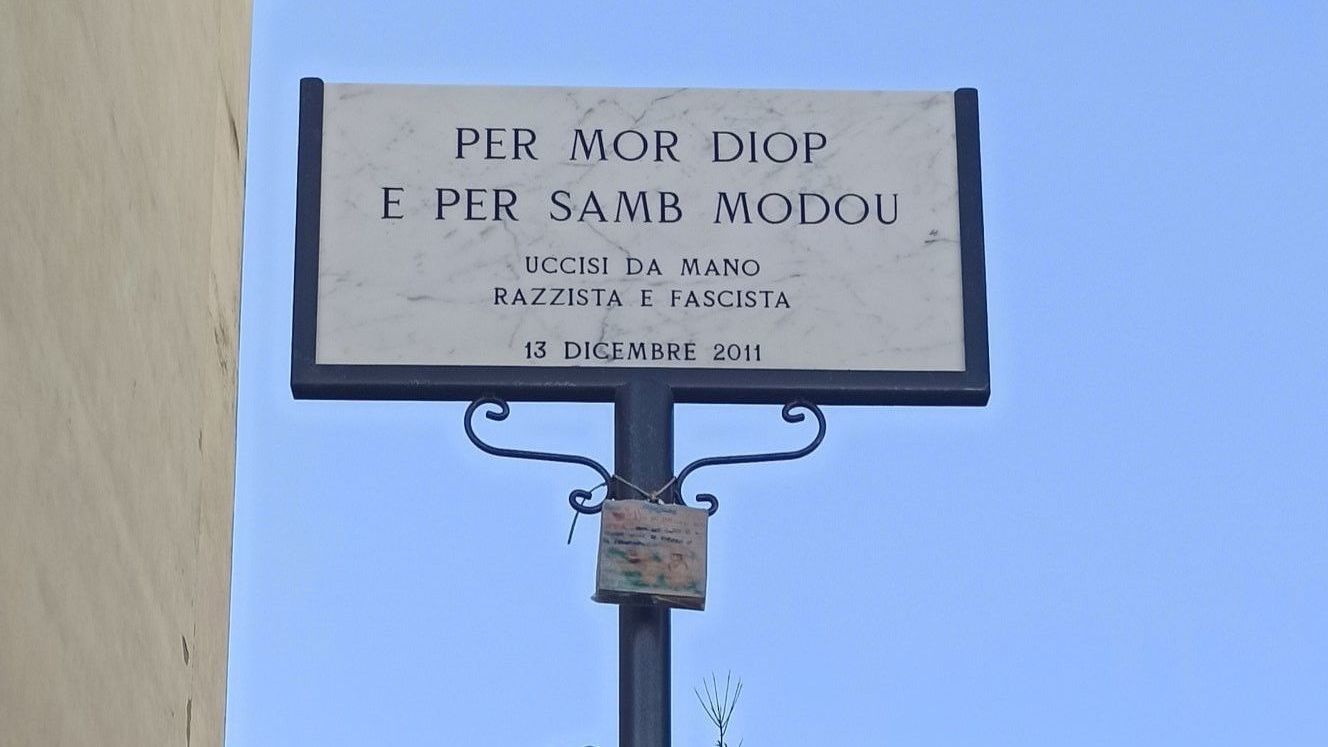 PER MOR DIOP
E PER SAMB MODOU
UCCISI DA MANO
RAZZISTA E FASCISTA
13 DICEMBRE 2011